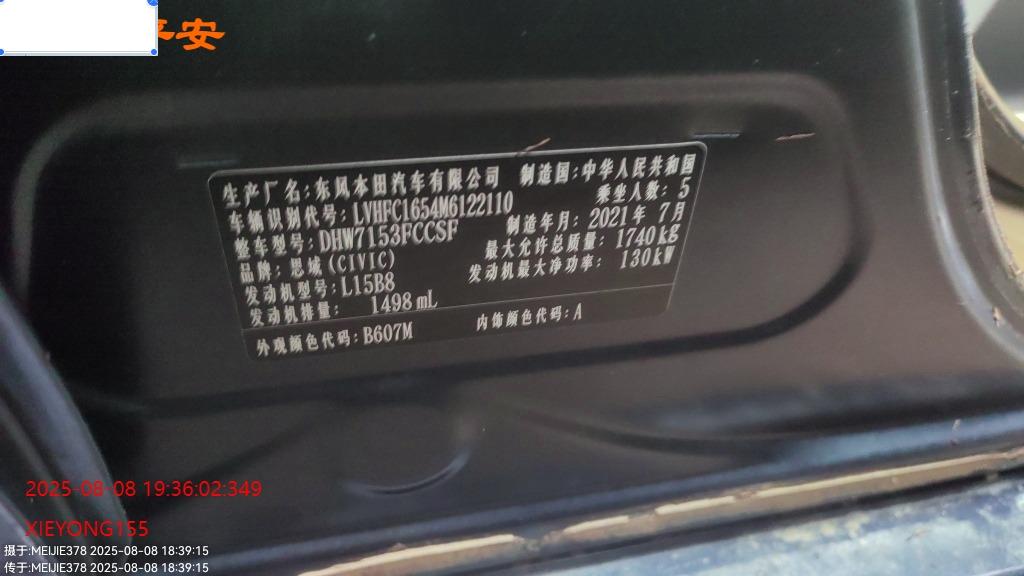 平安
生产厂名:东风本田汽车有限公司 制造国:中华人民共和国
车辆识别代号:LVHFC1654M6122110 乘坐人数: 5
整车型号:DHW7153FCCSF 制造年月: 2021年 7月
品牌: 思域(CIVIC) 最大允许总质量: 1740kg
发动机型号:L15B8 发动机最大净功率: 130kW
发动机排量: 1498mL
外观颜色代码:B607M 内饰颜色代码:A
2025-08-08 19:36:02:349
XIEYONG155
摄于:MEIJIE378 2025-08-08 18:39:15
传于:MEIJIE378 2025-08-08 18:39:15